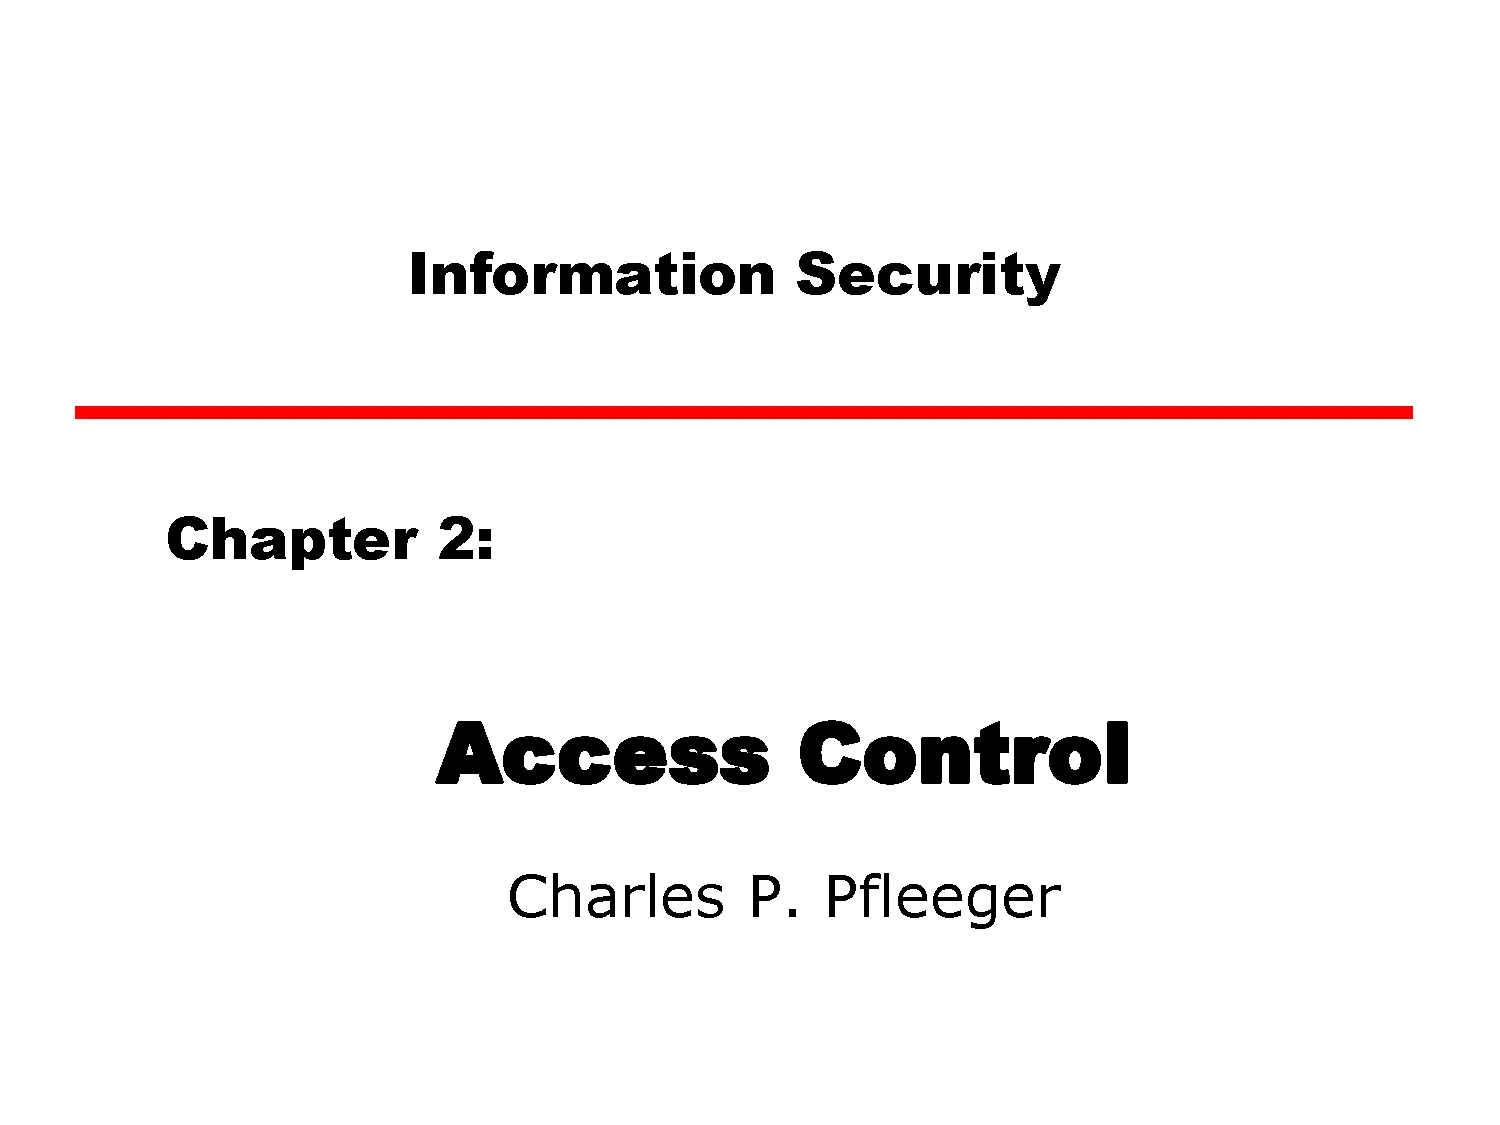 Information Security
Chapter 2:
Access Control
Charles P. Pfleeger